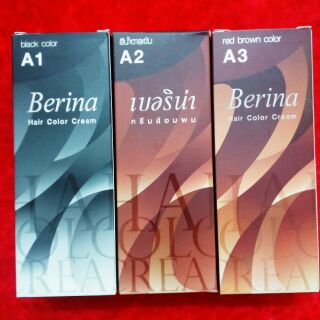 black color
A1
Berina
Hair Color Cream
สีน้ำตาลเข้ม
A2
เบอริน่า
ครีมย้อมผม
red brown color
A3
Berina
Hair Color Cream